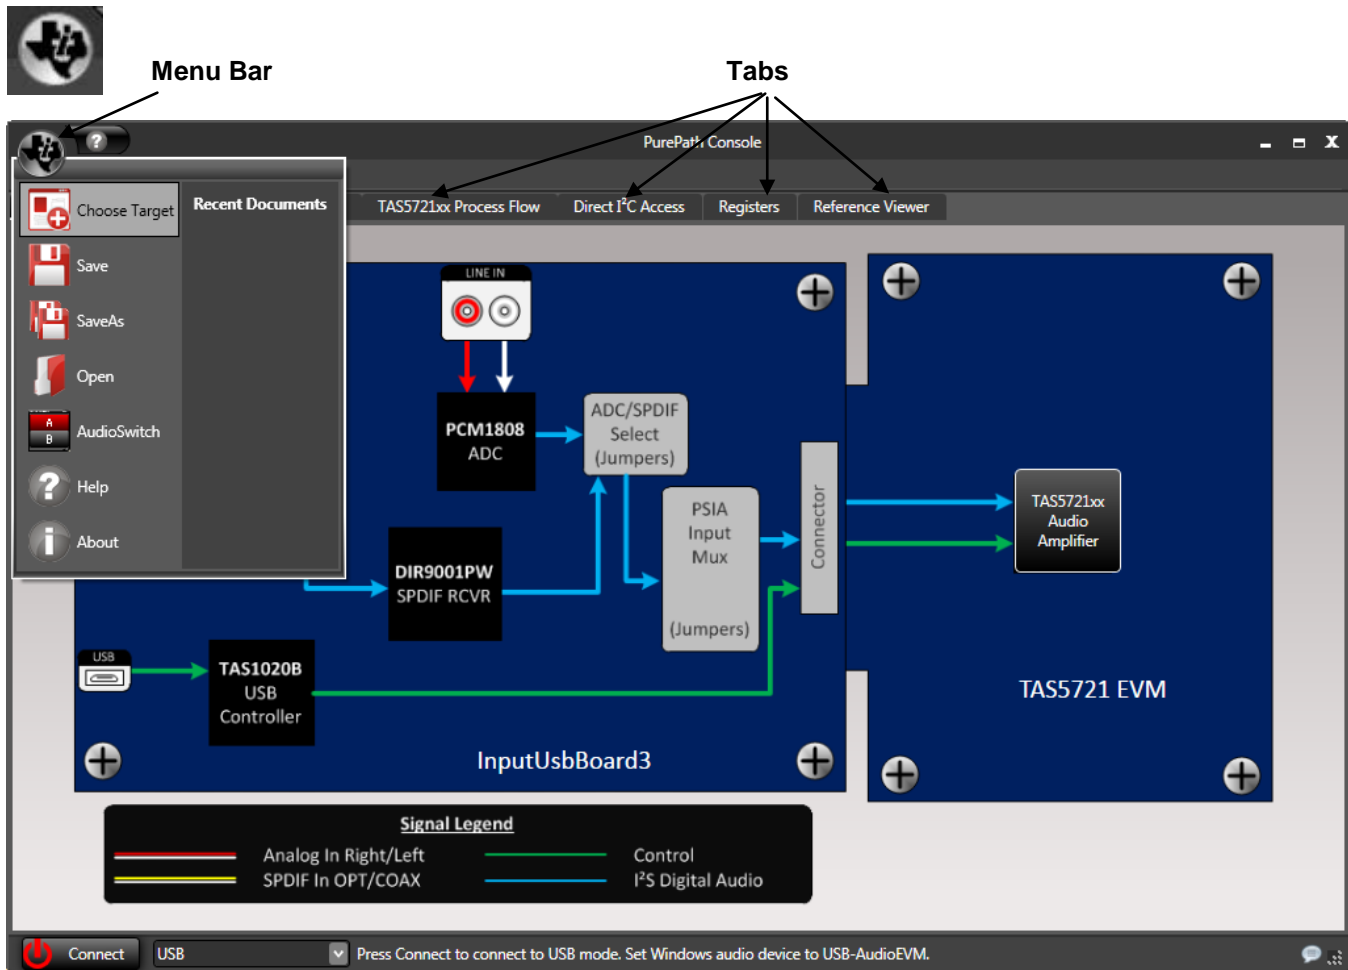 Menu Bar
Tabs
?
PurePath Console
Choose Target
Recent Documents
TAS5721xx Process Flow
Direct I²C Access
Registers
Reference Viewer
Save
SaveAs
Open
A
B
AudioSwitch
?
Help
i
About
LINE IN
PCM1808
ADC
ADC/SPDIF
Select
(Jumpers)
PSIA
Input
Mux
(Jumpers)
Connector
DIR9001PW
SPDIF RCVR
USB
TAS1020B
USB
Controller
InputUsbBoard3
TAS5721xx
Audio
Amplifier
TAS5721 EVM
Signal Legend
Analog In Right/Left
Control
SPDIF In OPT/COAX
I²S Digital Audio
Connect
USB
Press Connect to connect to USB mode. Set Windows audio device to USB-AudioEVM.